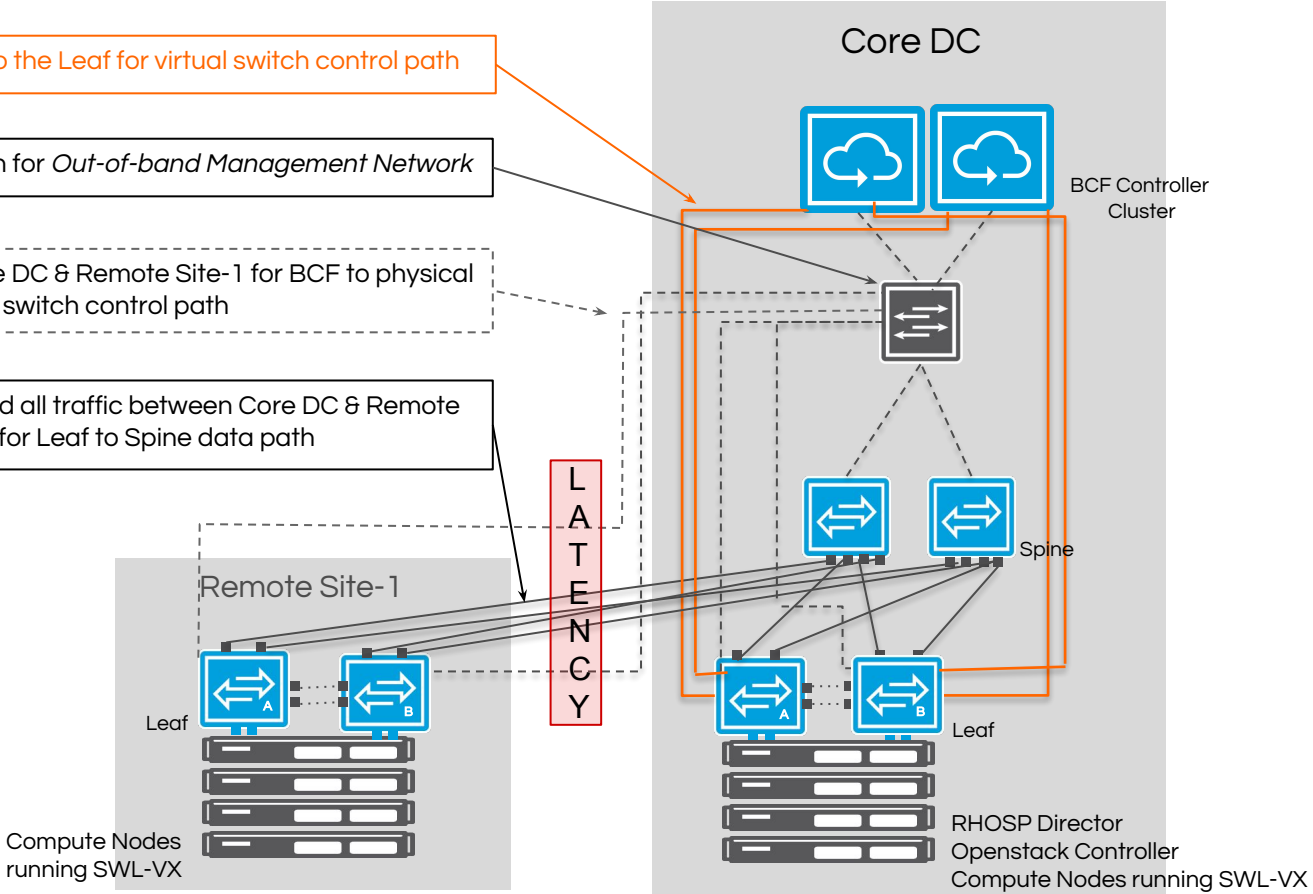 Core DC
o the Leaf for virtual switch control path
n for Out-of-band Management Network
BCF Controller
Cluster
e DC & Remote Site-1 for BCF to physical
switch control path
d all traffic between Core DC & Remote
for Leaf to Spine data path
L
A
T
E
N
C
Y
Spine
Remote Site-1
A
B
A
B
Leaf
Leaf
Compute Nodes
running SWL-VX
RHOSP Director
Openstack Controller
Compute Nodes running SWL-VX